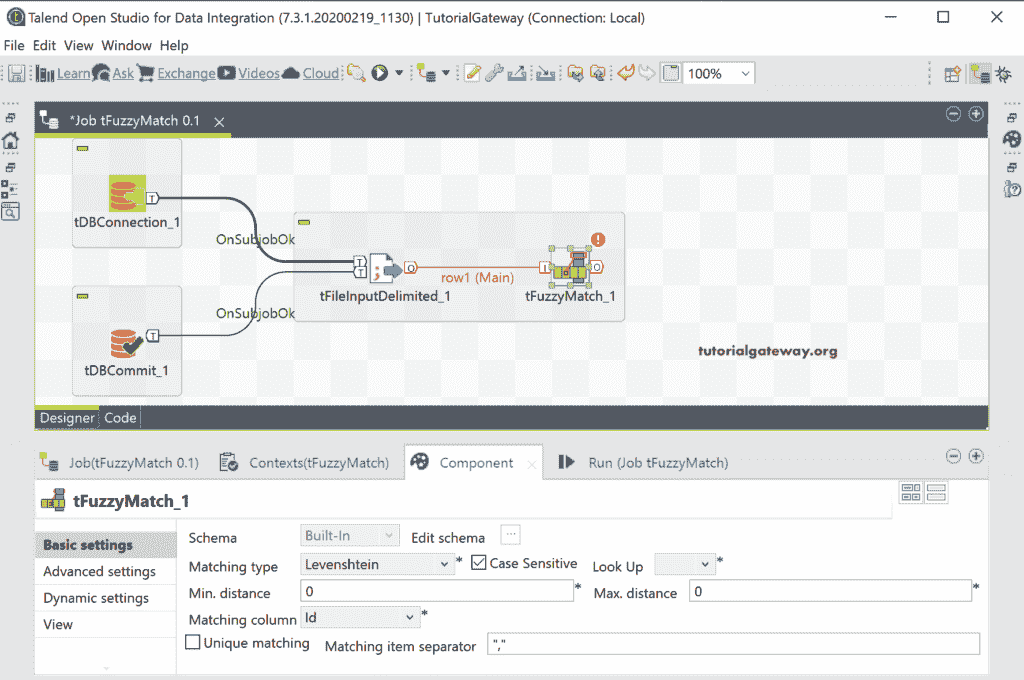 Talend Open Studio for Data Integration (7.3.1.20200219_1130) | TutorialGateway (Connection: Local)
File Edit View Window Help
Learn Ask Exchange Videos Cloud 100%
*Job tFuzzyMatch 0.1
T
tDBConnection_1
OnSubjobOk
T
T
O
row1 (Main)
I
O
tFileInputDelimited_1
tFuzzyMatch_1
OnSubjobOk
T
tDBCommit_1
tutorialgateway.org
Designer Code
Job(tFuzzyMatch 0.1) Contexts(tFuzzyMatch) Component Run (Job tFuzzyMatch)
tFuzzyMatch_1
Basic settings
Advanced settings
Dynamic settings
View
Schema Built-In Edit schema ...
Matching type Levenshtein * Case Sensitive Look Up *
Min. distance 0 * Max. distance 0 *
Matching column Id *
Unique matching Matching item separator ","